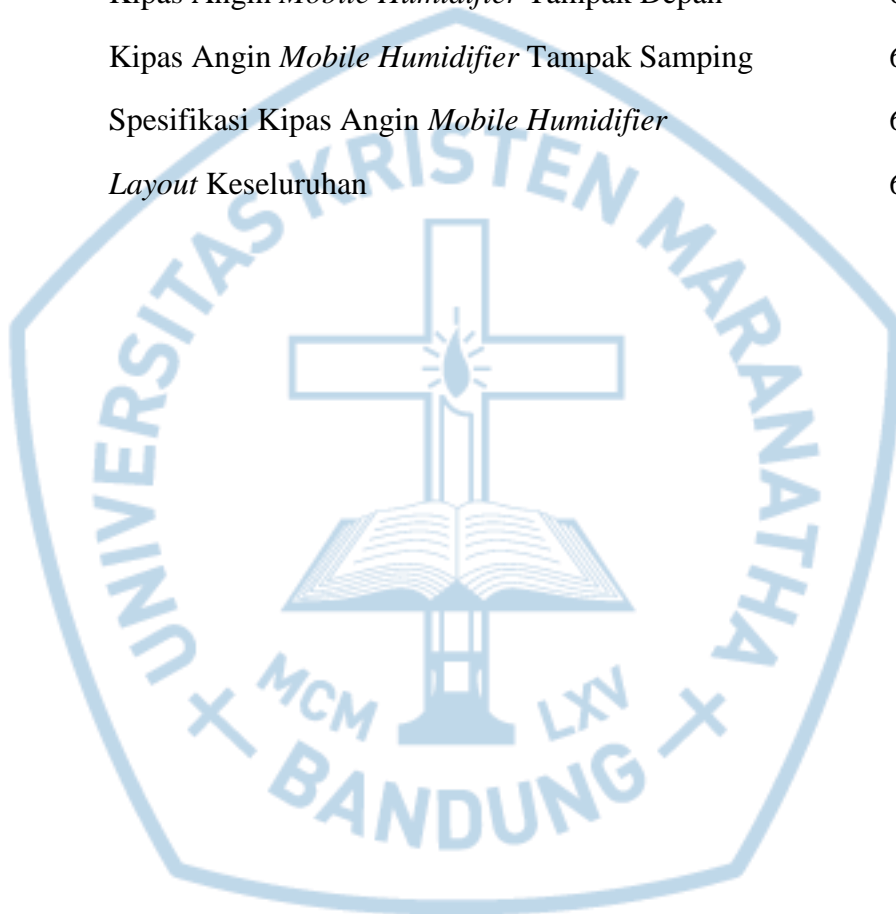 Kipas Angin Mobile Humidifier Tampak Depan 6
Kipas Angin Mobile Humidifier Tampak Samping 6
Spesifikasi Kipas Angin Mobile Humidifier 6
Layout Keseluruhan 6
UNIVERSITAS KRISTEN MARANATHA
MCM LXV
BANDUNG